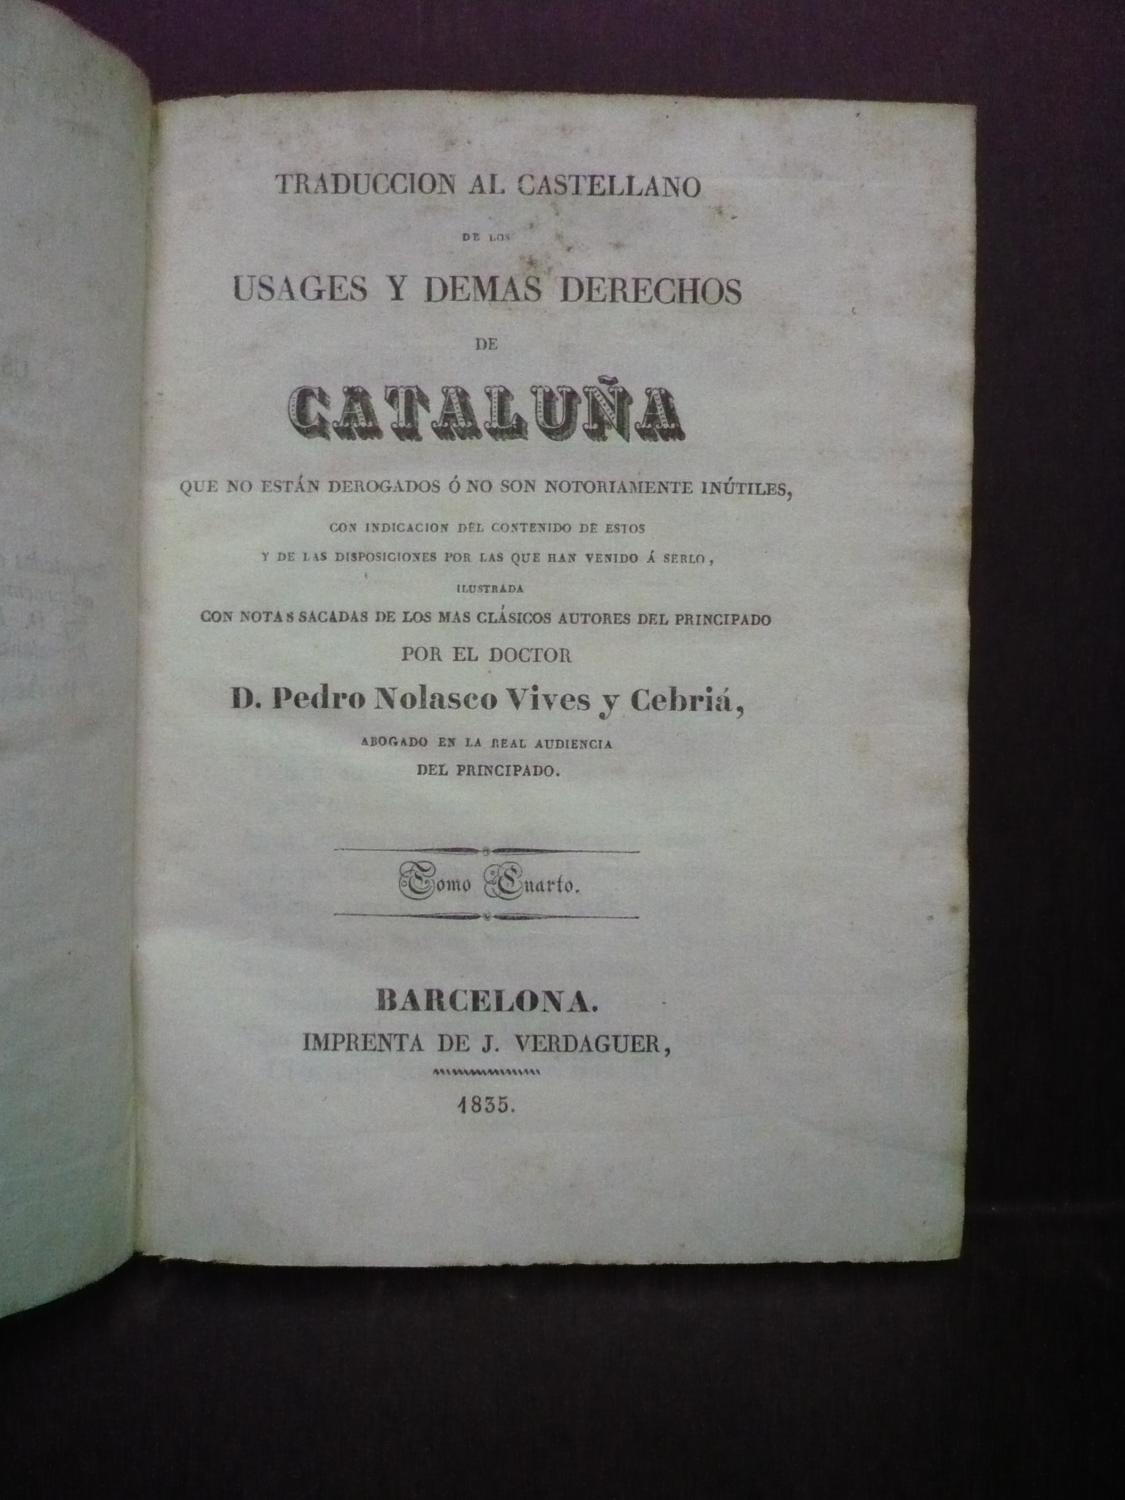 TRADUCCION AL CASTELLANO
DE LOS
USAGES Y DEMAS DERECHOS
DE
CATALUÑA
QUE NO ESTÁN DEROGADOS Ó NO SON NOTORIAMENTE INÚTILES,
CON INDICACION DEL CONTENIDO DE ESTOS
Y DE LAS DISPOSICIONES POR LAS QUE HAN VENIDO Á SERLO,
ILUSTRADA
CON NOTAS SACADAS DE LOS MAS CLÁSICOS AUTORES DEL PRINCIPADO
POR EL DOCTOR
D. Pedro Nolasco Vives y Cebriá,
ABOGADO EN LA REAL AUDIENCIA
DEL PRINCIPADO.
Tomo Cuarto.
BARCELONA.
IMPRENTA DE J. VERDAGUER,
1835.